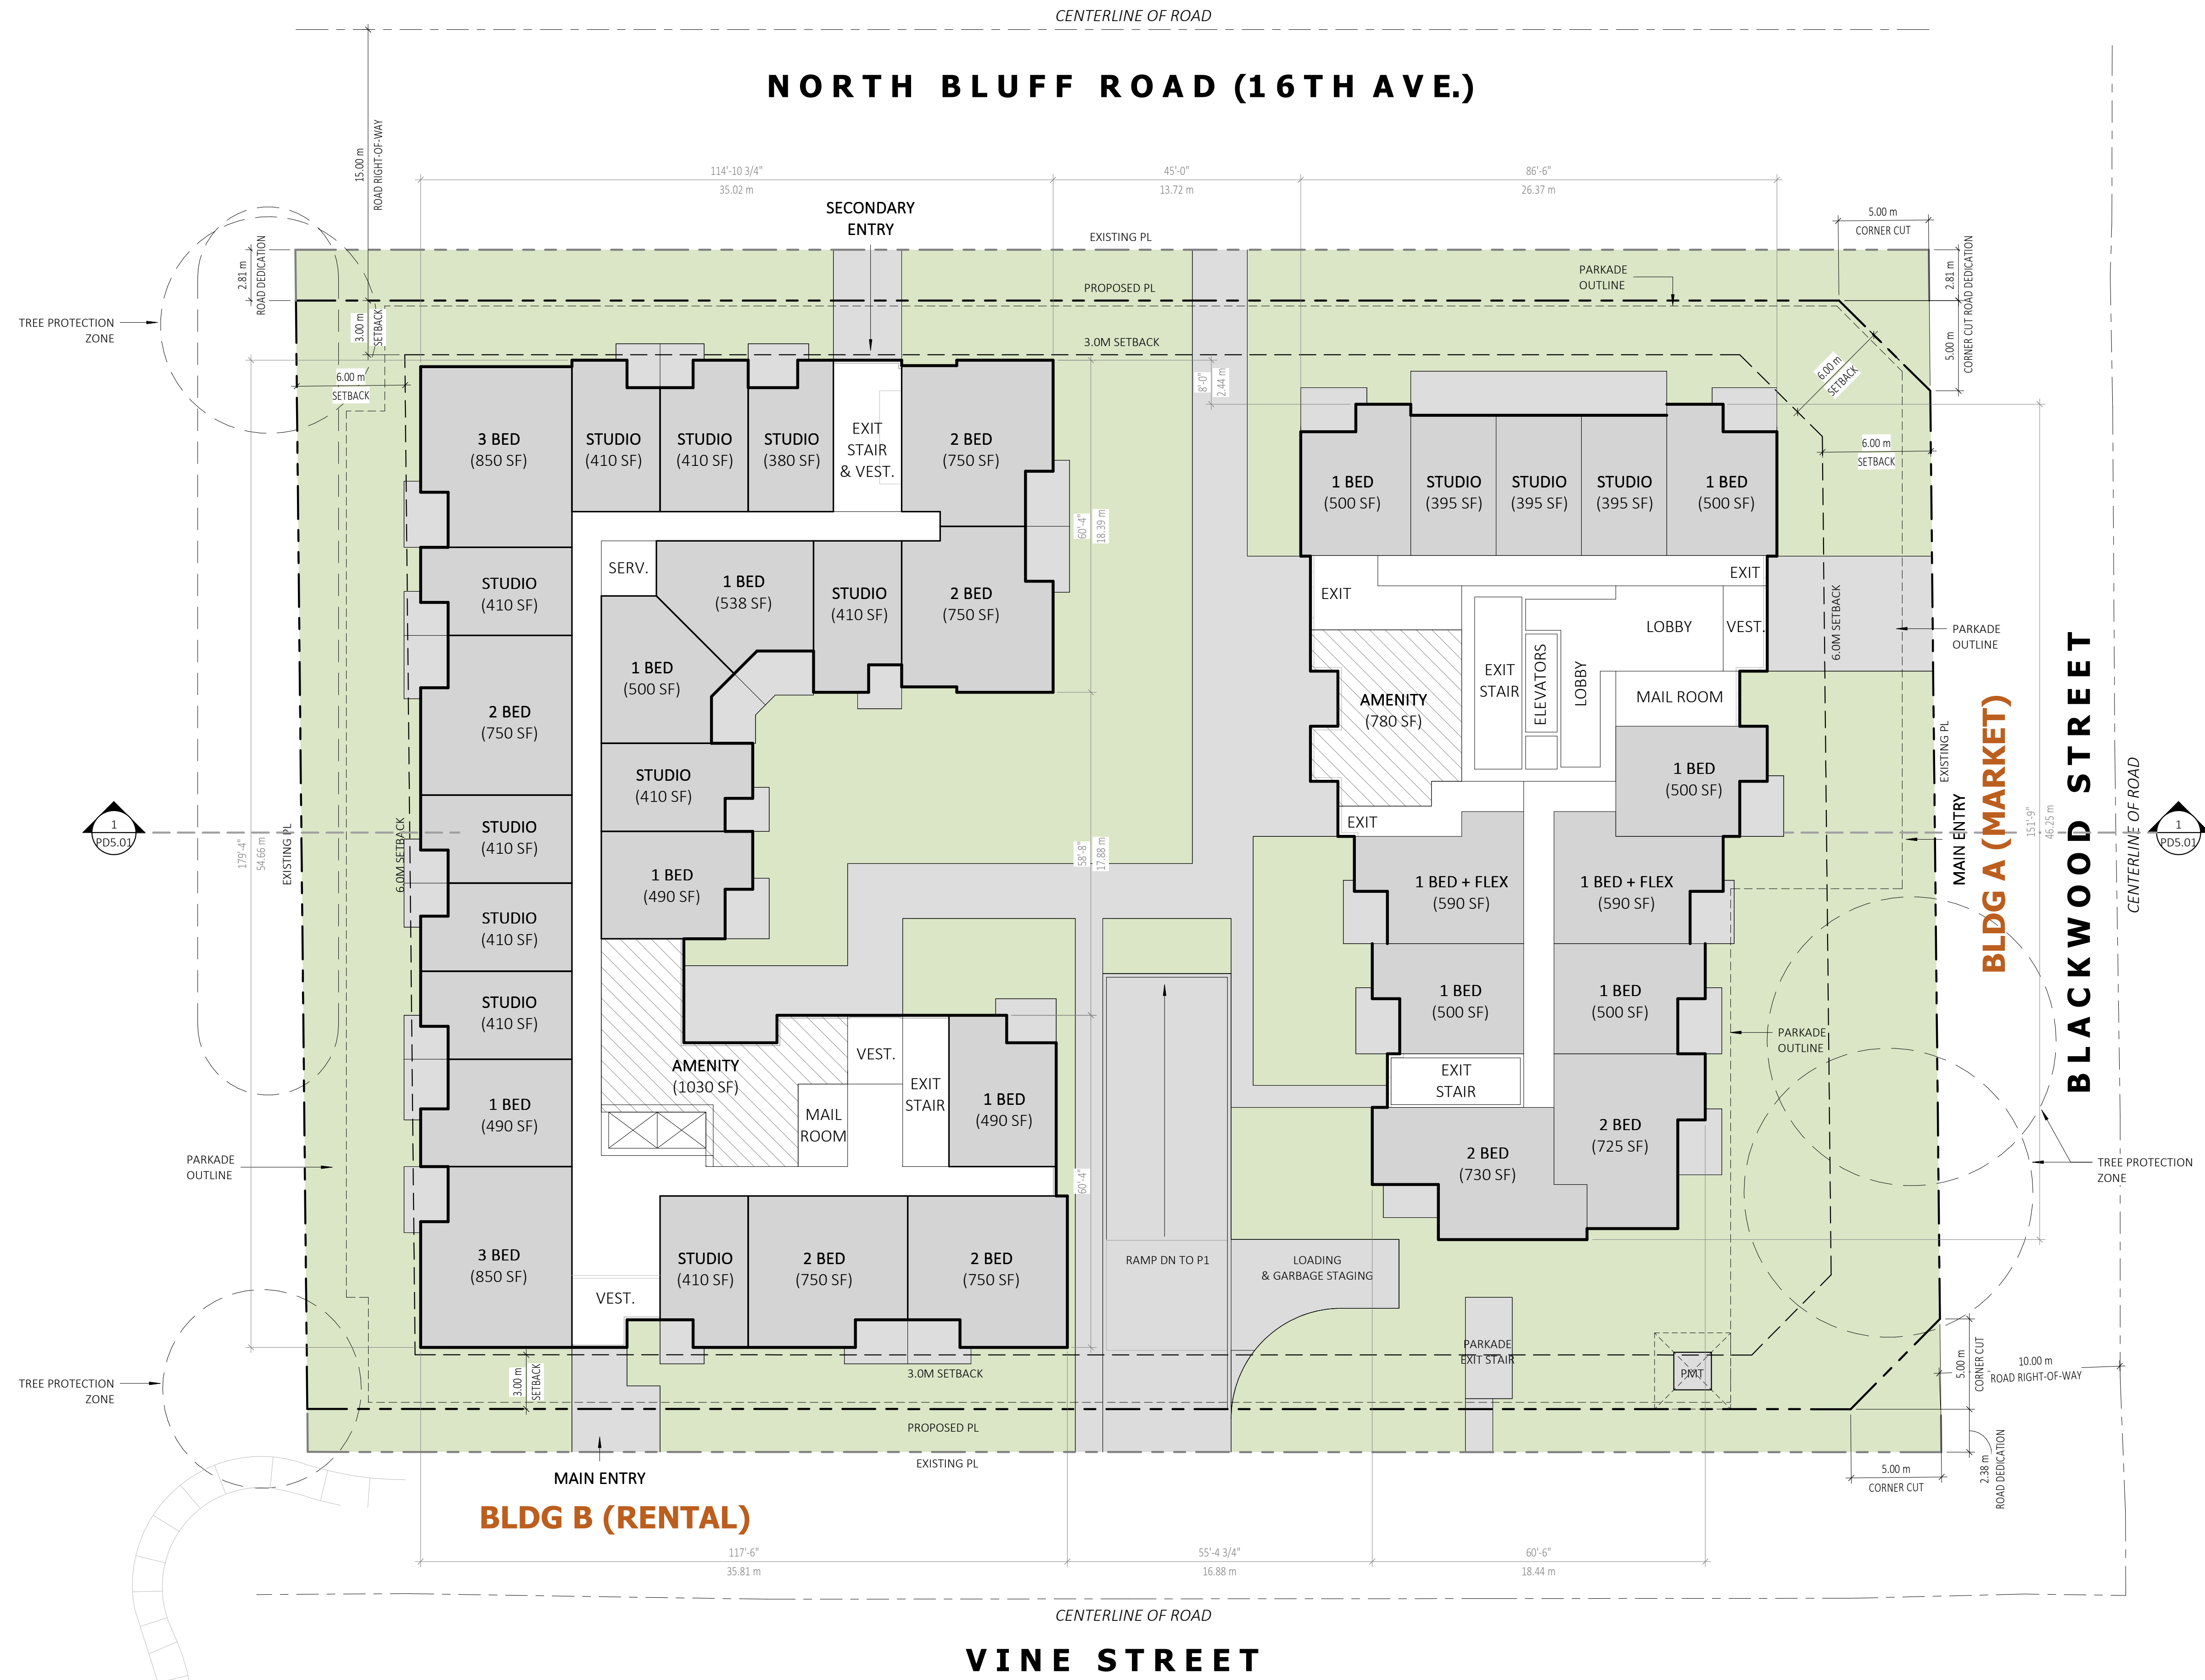 CENTERLINE OF ROAD
NORTH BLUFF ROAD (16TH AVE.)
15.00 m
ROAD RIGHT-OF-WAY
114'-10 3/4"
35.02 m
45'-0"
13.72 m
86'-6"
26.37 m
SECONDARY
ENTRY
5.00 m
CORNER CUT
EXISTING PL
2.81 m
ROAD DEDICATION
PARKADE
OUTLINE
2.81 m
CORNER CUT ROAD DEDICATION
5.00 m
PROPOSED PL
TREE PROTECTION
ZONE
3.00 m
SETBACK
3.0M SETBACK
6.00 m
SETBACK
6.00 m
SETBACK
8'-0"
2.44 m
6.00 m
SETBACK
3 BED
(850 SF)
STUDIO
(410 SF)
STUDIO
(410 SF)
STUDIO
(380 SF)
EXIT
STAIR
& VEST.
2 BED
(750 SF)
1 BED
(500 SF)
STUDIO
(395 SF)
STUDIO
(395 SF)
STUDIO
(395 SF)
1 BED
(500 SF)
60'-4"
18.39 m
SERV.
STUDIO
(410 SF)
1 BED
(538 SF)
STUDIO
(410 SF)
2 BED
(750 SF)
EXIT
EXIT
LOBBY
VEST.
6.0M SETBACK
PARKADE
OUTLINE
1 BED
(500 SF)
EXIT
STAIR
ELEVATORS
LOBBY
MAIL ROOM
AMENITY
(780 SF)
2 BED
(750 SF)
STUDIO
(410 SF)
1 BED
(500 SF)
EXISTING PL
MAIN ENTRY
BLDG A (MARKET)
BLACKWOOD STREET
CENTERLINE OF ROAD
151'-9"
46.25 m
1
PD5.01
1
PD5.01
179'-4"
54.66 m
EXISTING PL
6.0M SETBACK
STUDIO
(410 SF)
1 BED
(490 SF)
58'-8"
17.88 m
EXIT
1 BED + FLEX
(590 SF)
1 BED + FLEX
(590 SF)
STUDIO
(410 SF)
STUDIO
(410 SF)
1 BED
(500 SF)
1 BED
(500 SF)
PARKADE
OUTLINE
AMENITY
(1030 SF)
VEST.
EXIT
STAIR
MAIL
ROOM
1 BED
(490 SF)
1 BED
(490 SF)
EXIT
STAIR
2 BED
(725 SF)
2 BED
(730 SF)
PARKADE
OUTLINE
TREE PROTECTION
ZONE
60'-4"
3 BED
(850 SF)
VEST.
STUDIO
(410 SF)
2 BED
(750 SF)
2 BED
(750 SF)
RAMP DN TO P1
LOADING
& GARBAGE STAGING
PARKADE
EXIT STAIR
PMT
TREE PROTECTION
ZONE
3.00 m
SETBACK
3.0M SETBACK
5.00 m
CORNER CUT
10.00 m
ROAD RIGHT-OF-WAY
PROPOSED PL
EXISTING PL
MAIN ENTRY
5.00 m
CORNER CUT
2.38 m
ROAD DEDICATION
BLDG B (RENTAL)
117'-6"
35.81 m
55'-4 3/4"
16.88 m
60'-6"
18.44 m
CENTERLINE OF ROAD
VINE STREET